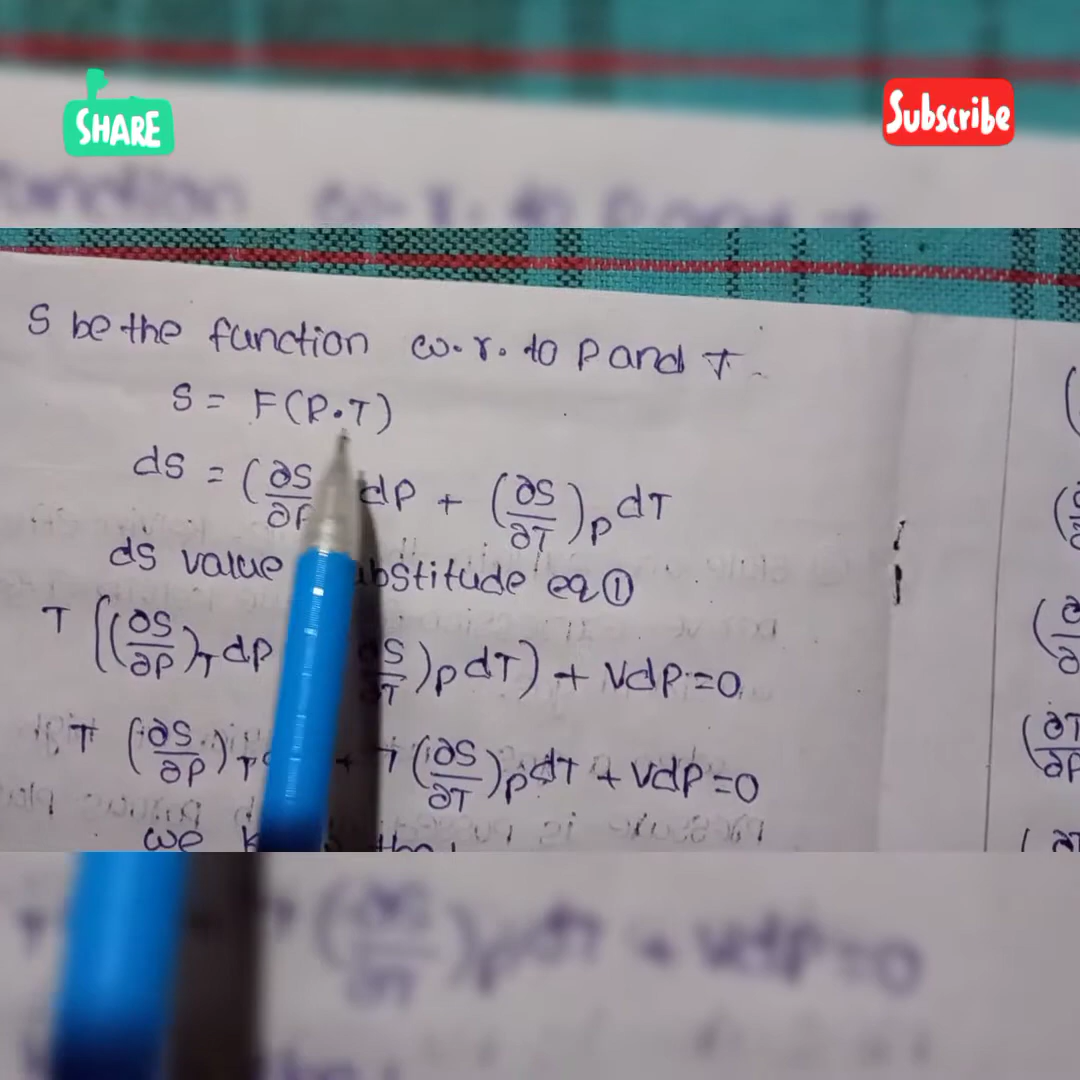 SHARE
Subscribe
S be the function w.r. to P and T
S = F(P.T)
dS = (∂S/∂P dP + (∂S/∂T)P dT
ds value substitude eq ①
T ((∂S/∂P)T dP ∂S/∂T)P dT) + VdP = 0
T (∂S/∂P)T + T (∂S/∂T)P dT + VdP = 0
we